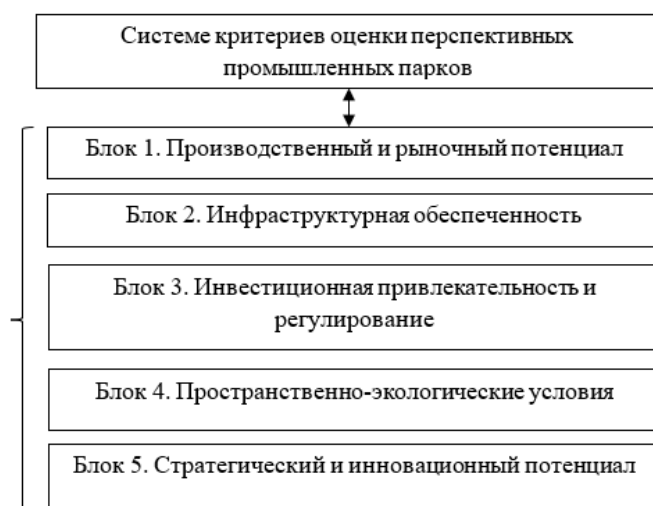 Системе критериев оценки перспективных
промышленных парков
Блок 1. Производственный и рыночный потенциал
Блок 2. Инфраструктурная обеспеченность
Блок 3. Инвестиционная привлекательность и
регулирование
Блок 4. Пространственно-экологические условия
Блок 5. Стратегический и инновационный потенциал